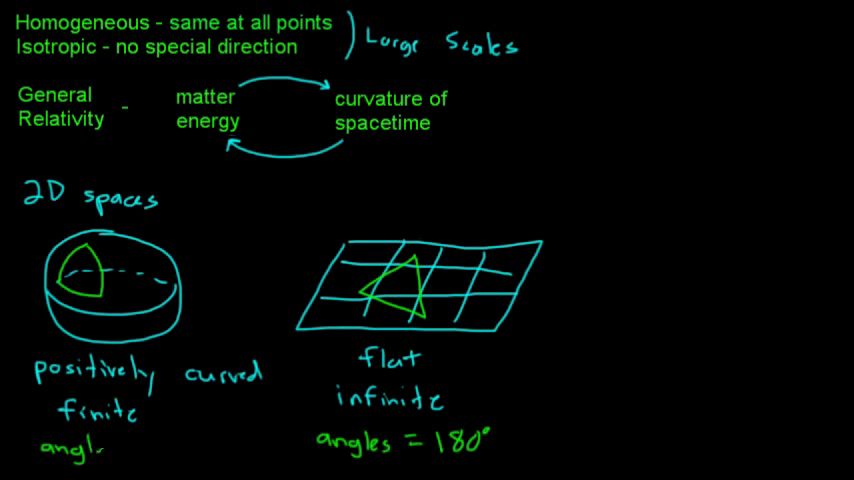 Homogeneous - same at all points
Isotropic - no special direction
Large Scales
General Relativity - matter energy
curvature of spacetime
2D spaces
positively curved
finite
angl
flat
infinite
angles = 180°